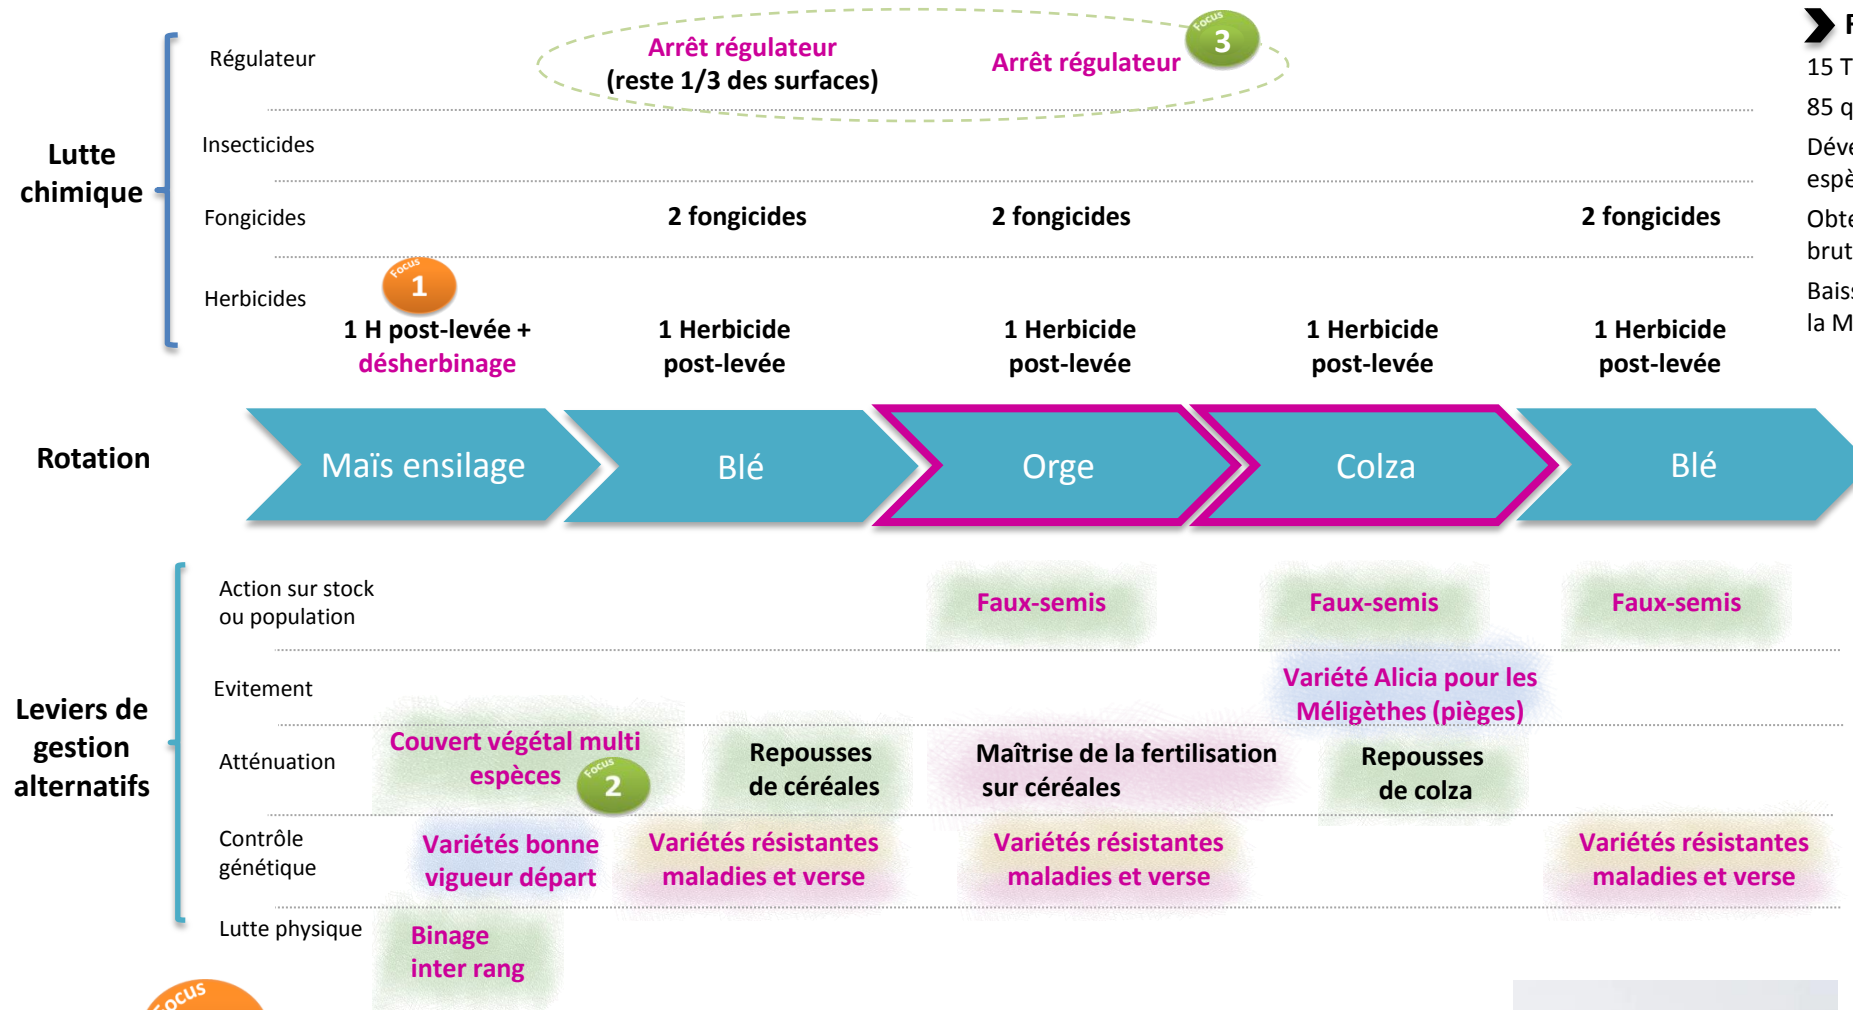 Régulateur
Arrêt régulateur
(reste 1/3 des surfaces)
Arrêt régulateur
Focus
3
Insecticides
Lutte
chimique
Fongicides
2 fongicides
2 fongicides
2 fongicides
Focus
1
Herbicides
1 H post-levée +
désherbinage
1 Herbicide
post-levée
1 Herbicide
post-levée
1 Herbicide
post-levée
1 Herbicide
post-levée
15 T
85 q
Déve
espè
Obte
brut
Baiss
la M
Rotation
Maïs ensilage
Blé
Orge
Colza
Blé
Leviers de
gestion
alternatifs
Action sur stock
ou population
Faux-semis
Faux-semis
Faux-semis
Evitement
Variété Alicia pour les
Méligèthes (pièges)
Atténuation
Couvert végétal multi
espèces
Focus
2
Repousses
de céréales
Maîtrise de la fertilisation
sur céréales
Repousses
de colza
Contrôle
génétique
Variétés bonne
vigueur départ
Variétés résistantes
maladies et verse
Variétés résistantes
maladies et verse
Variétés résistantes
maladies et verse
Lutte physique
Binage
inter rang
Focus